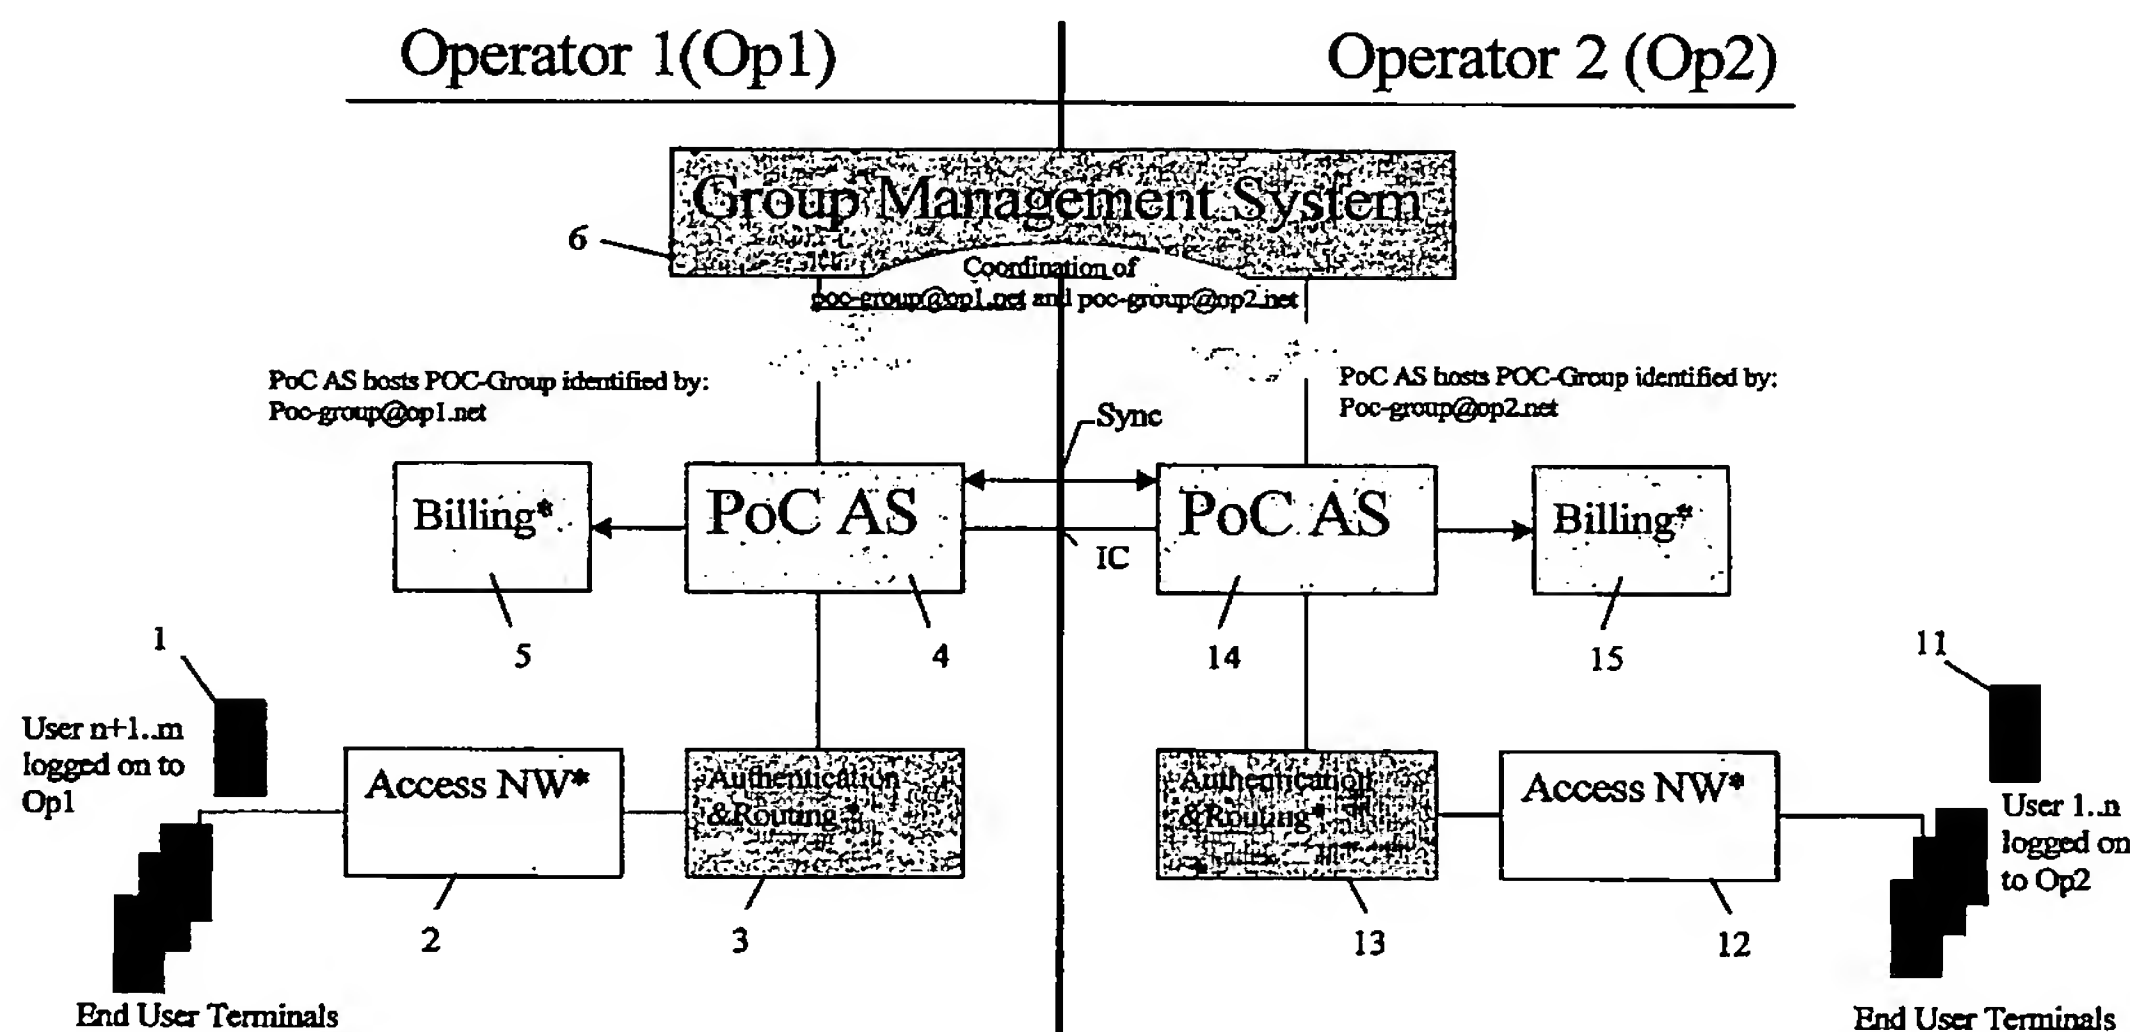 Operator 1(Op1)
Operator 2 (Op2)
Group Management System
6
Coordination of
poc-group@op1.net and poc-group@op2.net
PoC AS hosts POC-Group identified by:
Poc-group@op1.net
PoC AS hosts POC-Group identified by:
Poc-group@op2.net
Sync
Billing*
PoC AS
PoC AS
Billing*
IC
5
4
14
15
1
11
User n+1..m
logged on to
Op1
Access NW*
Authentication
&Routing *
Authentication
&Routing*
Access NW*
User 1..n
logged on
to Op2
2
3
13
12
End User Terminals
End User Terminals